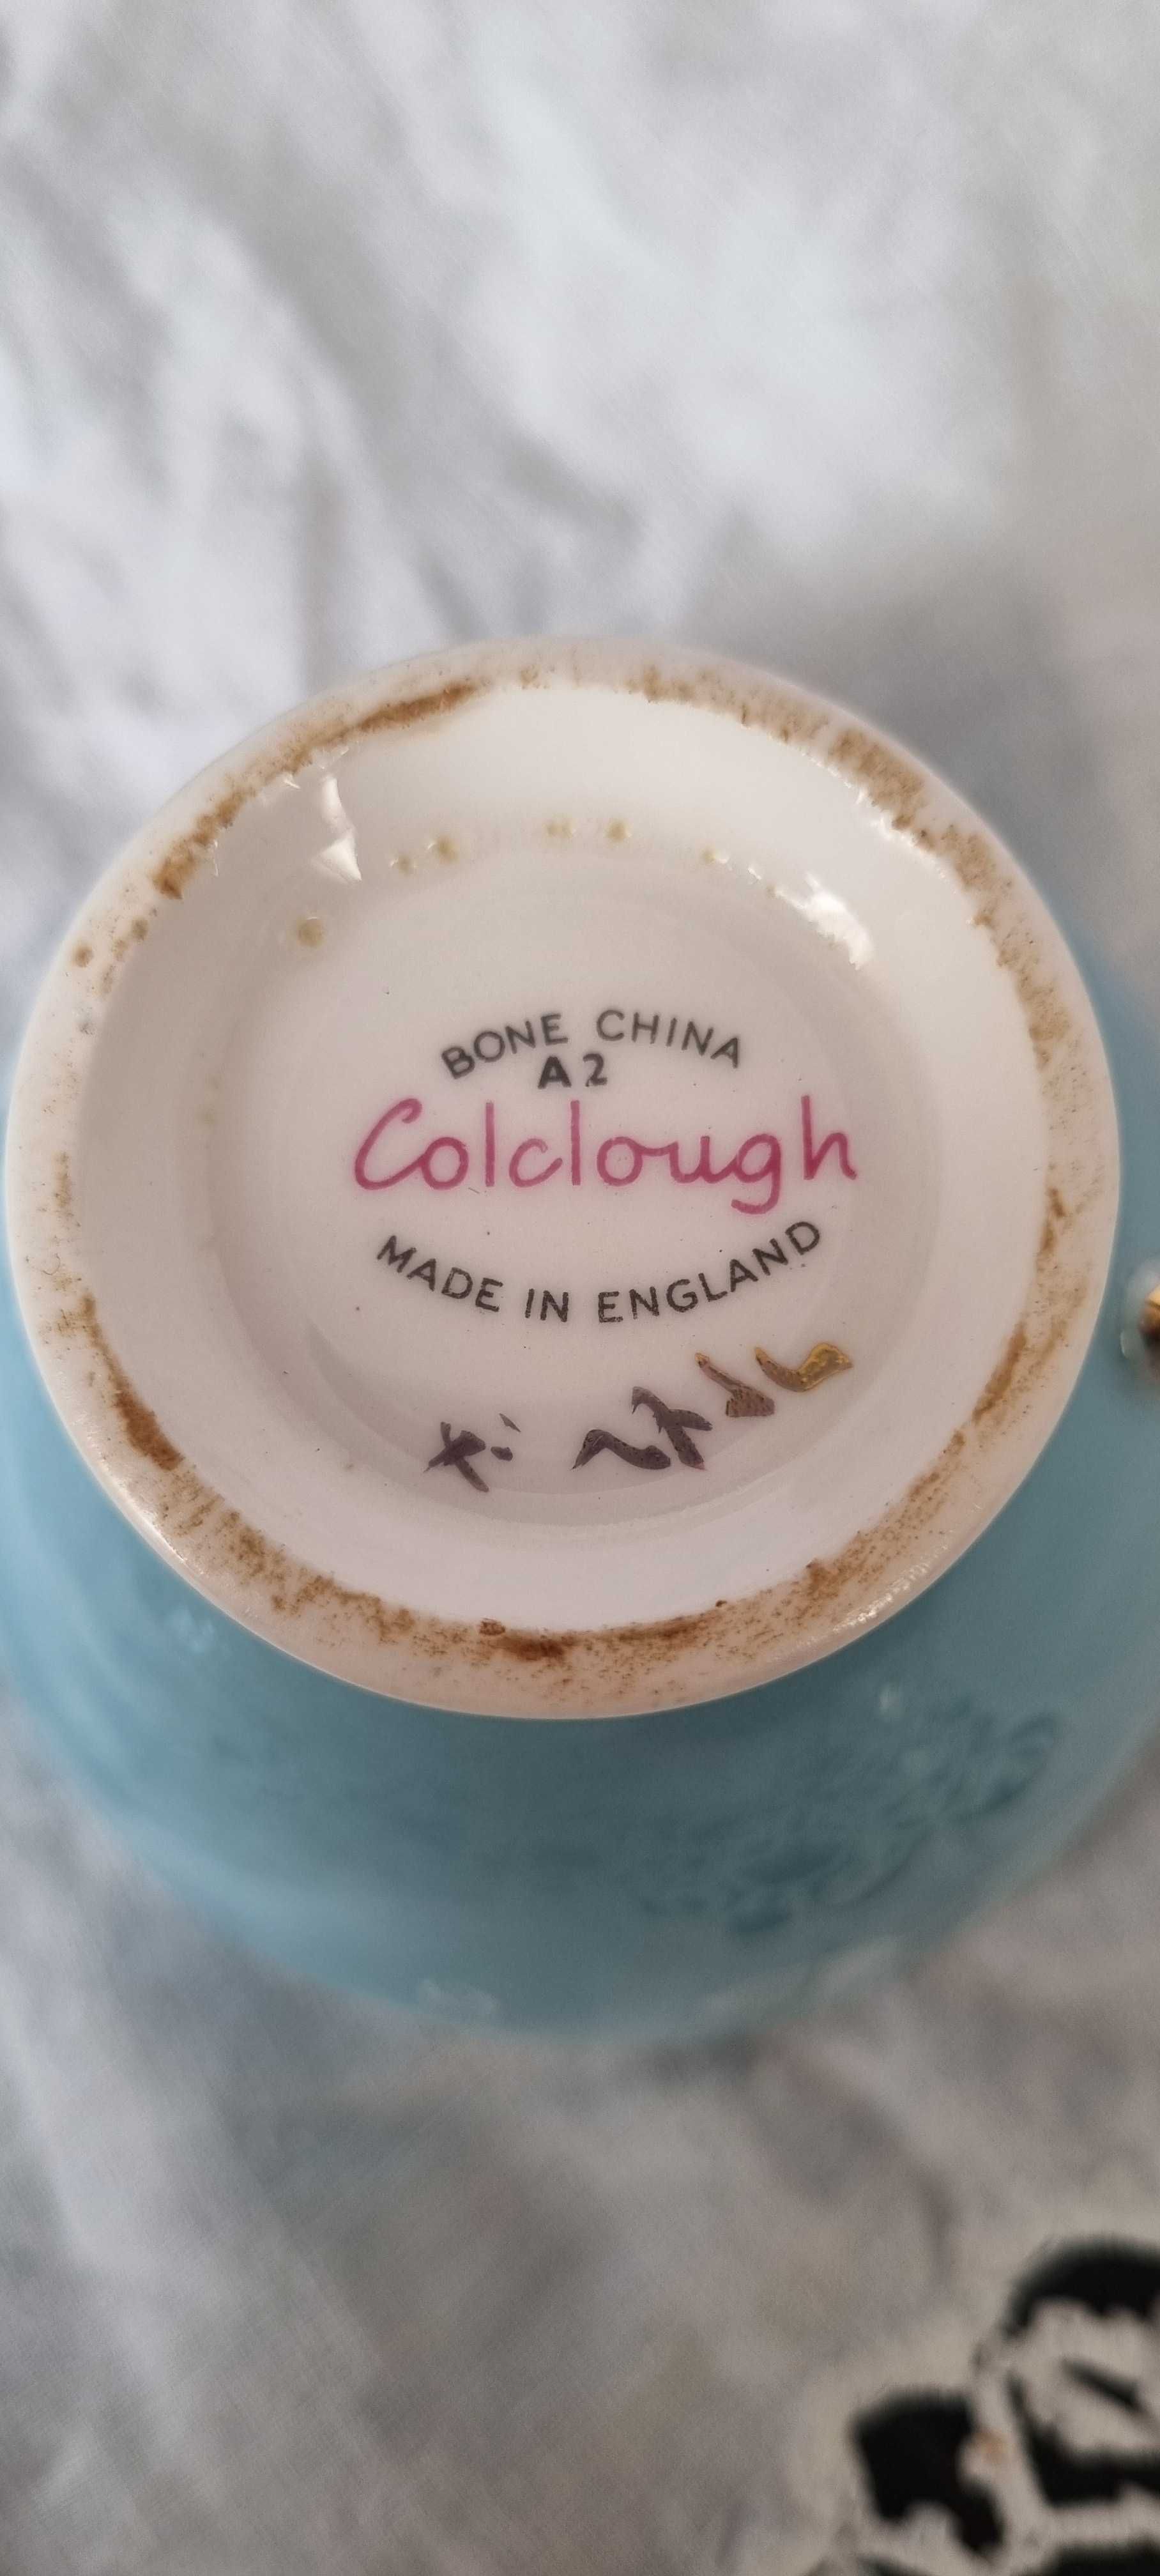 BONE CHINA
A2
Colclough
MADE IN ENGLAND